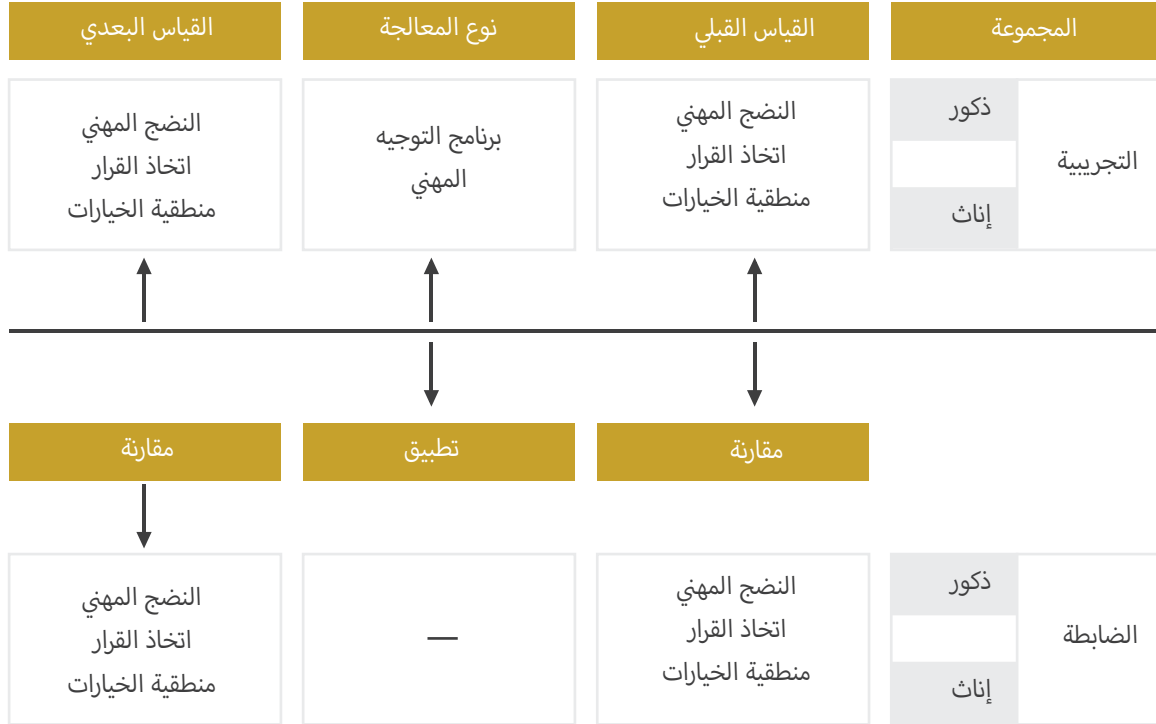 المجموعة
القياس القبلي
نوع المعالجة
القياس البعدي
التجريبية
ذكور
إناث
النضج المهني
اتخاذ القرار
منطقية الخيارات
برنامج التوجيه
المهني
النضج المهني
اتخاذ القرار
منطقية الخيارات
مقارنة
تطبيق
مقارنة
الضابطة
ذكور
إناث
النضج المهني
اتخاذ القرار
منطقية الخيارات
—
النضج المهني
اتخاذ القرار
منطقية الخيارات